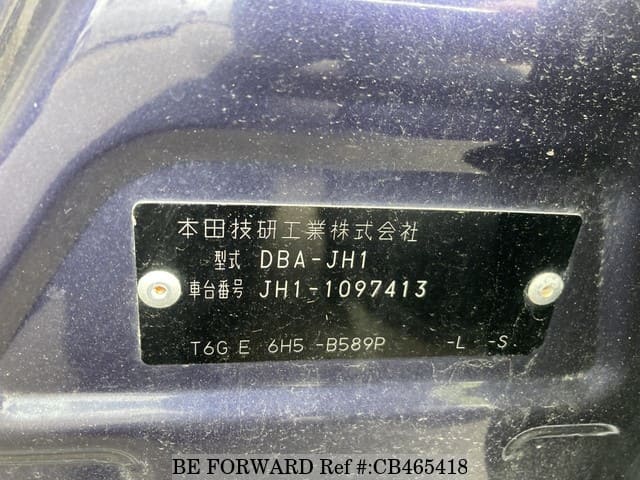 本田技研工業株式会社
型式 DBA-JH1
車台番号 JH1-1097413
T6G E 6H5 -B589P -L -S
BE FORWARD Ref #:CB465418